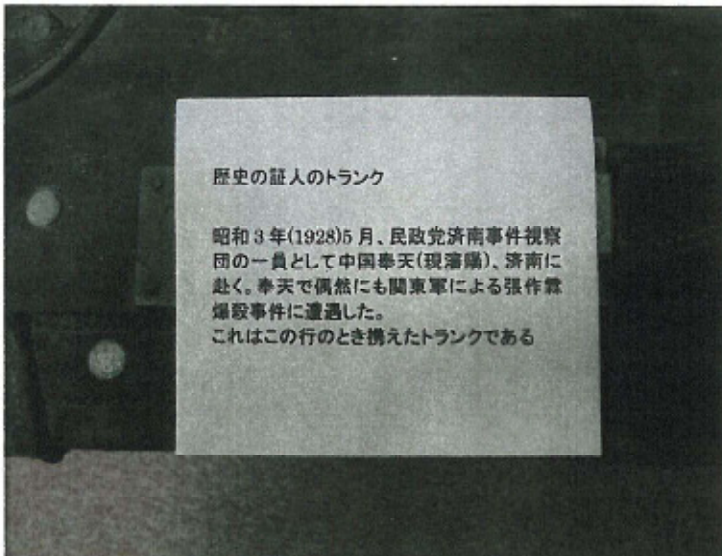 歴史の証人のトランク
昭和3年(1928)5月、民政党済南事件視察
団の一員として中国奉天(現瀋陽)、済南に
赴く。奉天で偶然にも関東軍による張作霖
爆殺事件に遭遇した。
これはこの行のとき携えたトランクである